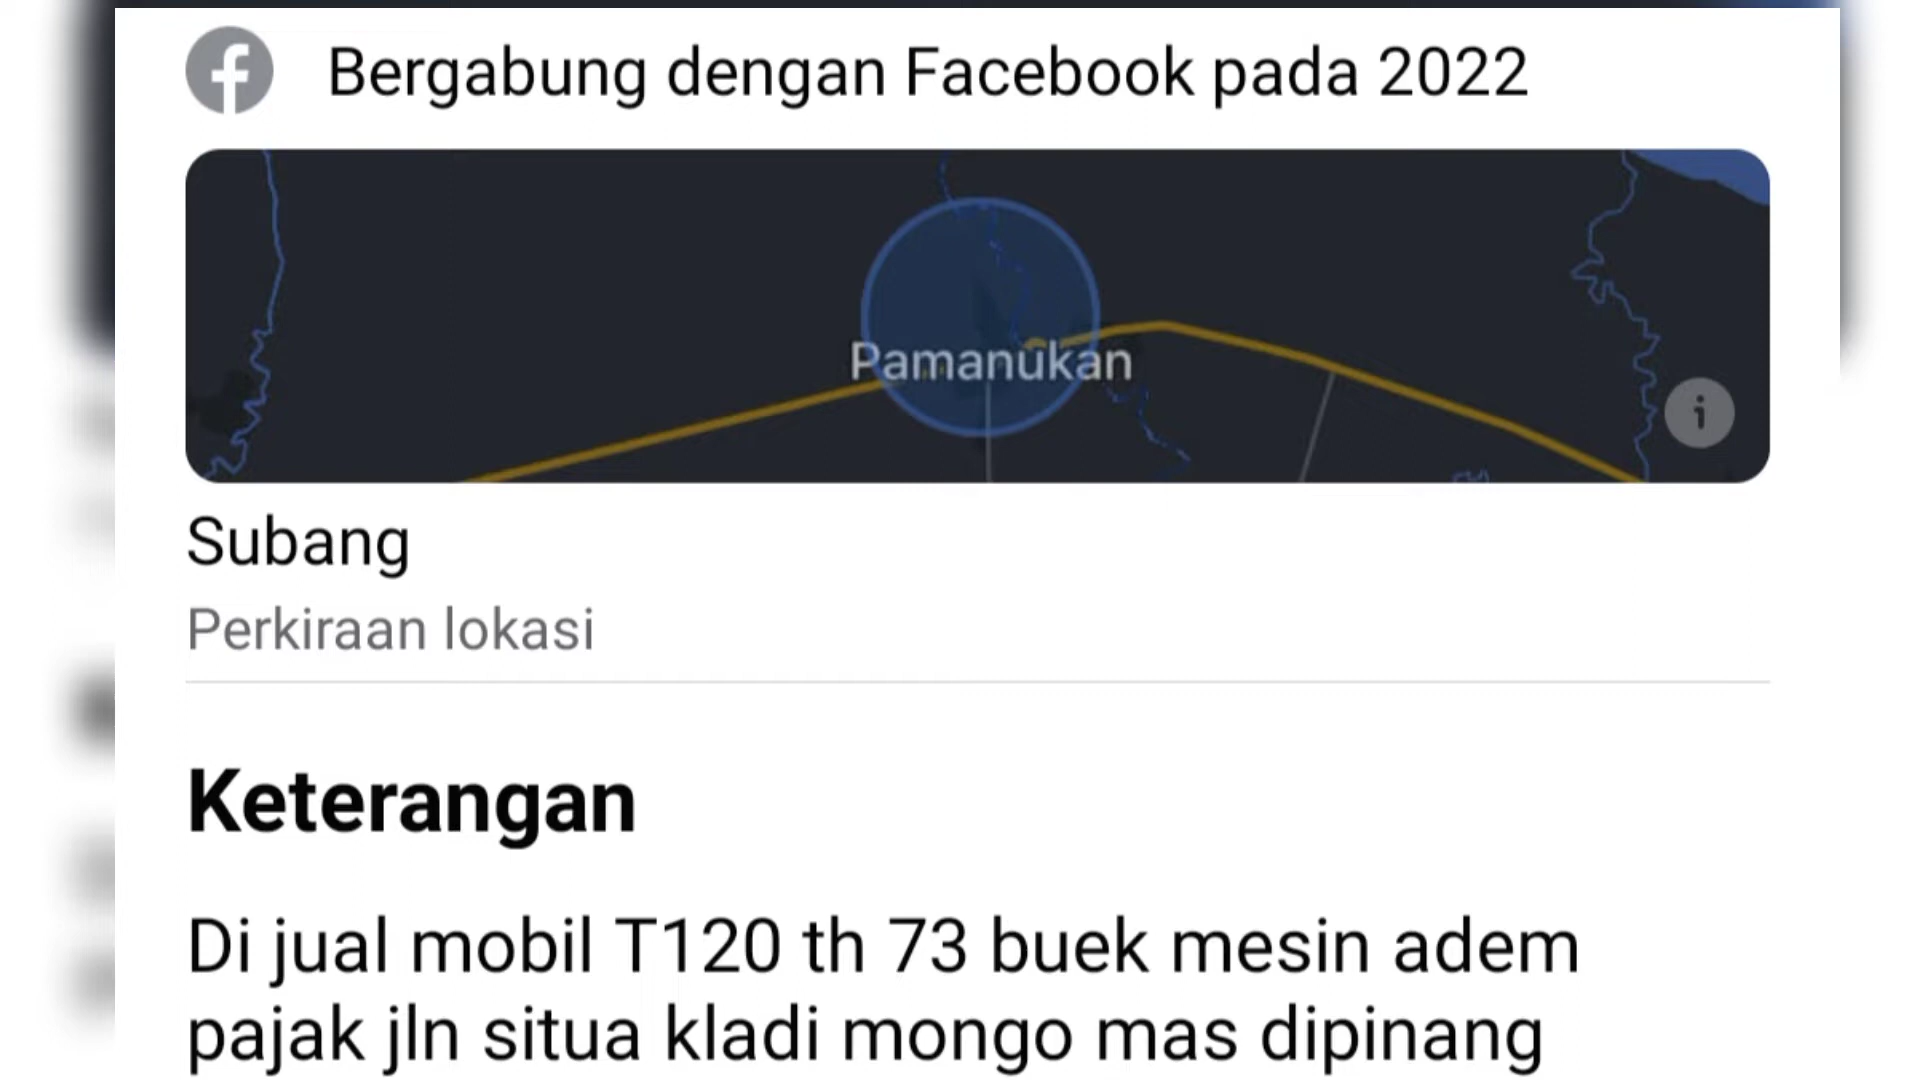 Bergabung dengan Facebook pada 2022
Pamanukan
Subang
Perkiraan lokasi
Keterangan
Di jual mobil T120 th 73 buek mesin adem
pajak jln situa kladi mongo mas dipinang